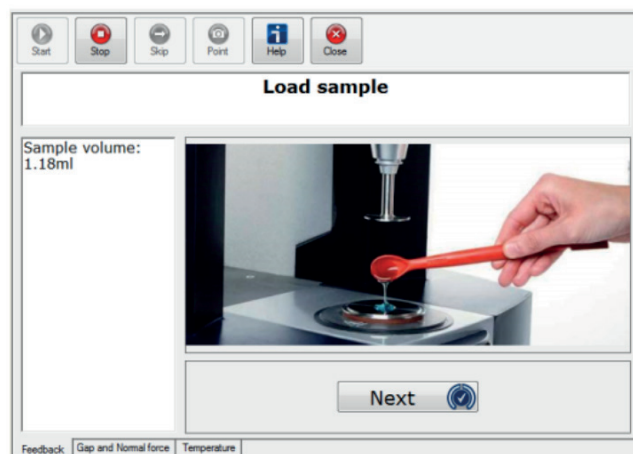 Start Stop Skip Point Help Close
Load sample
Sample volume:
1.18ml
Next
Feedback Gap and Normal force Temperature